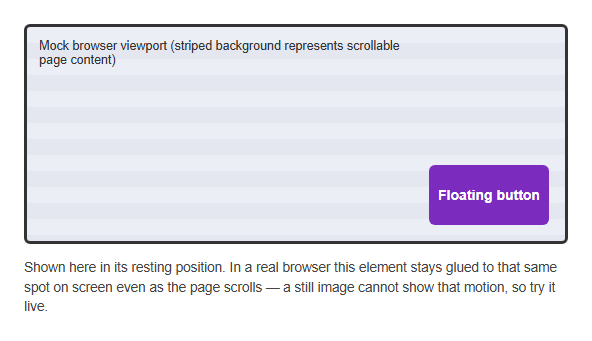 Mock browser viewport (striped background represents scrollable
page content)
Floating button
Shown here in its resting position. In a real browser this element stays glued to that same
spot on screen even as the page scrolls — a still image cannot show that motion, so try it
live.